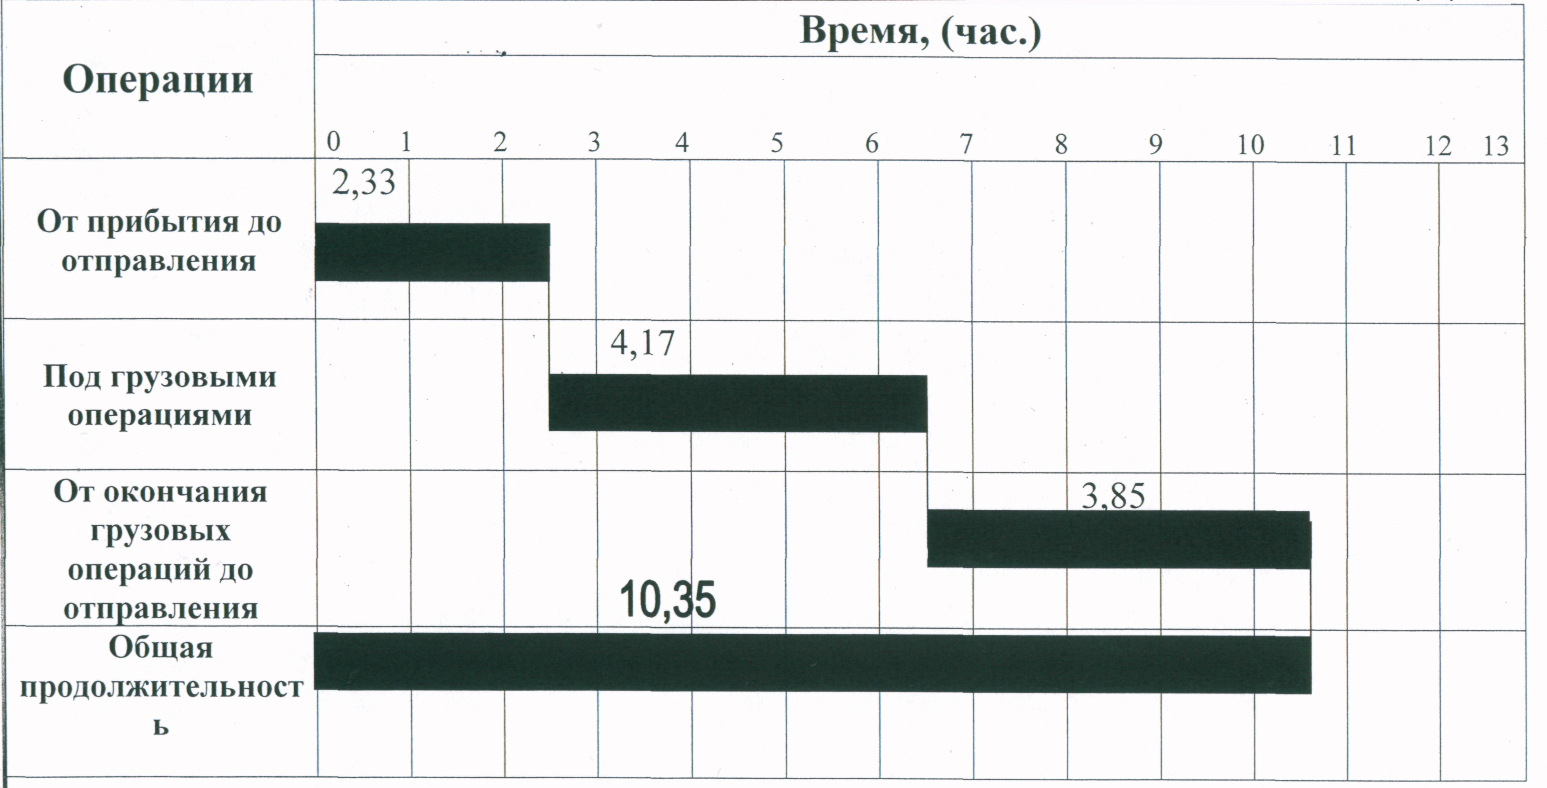 Время, (час.)
Операции
0 1 2 3 4 5 6 7 8 9 10 11 12 13
2,33
От прибытия до
отправления
4,17
Под грузовыми
операциями
3,85
От окончания
грузовых
операций до
отправления
10,35
Общая
продолжительност
ь